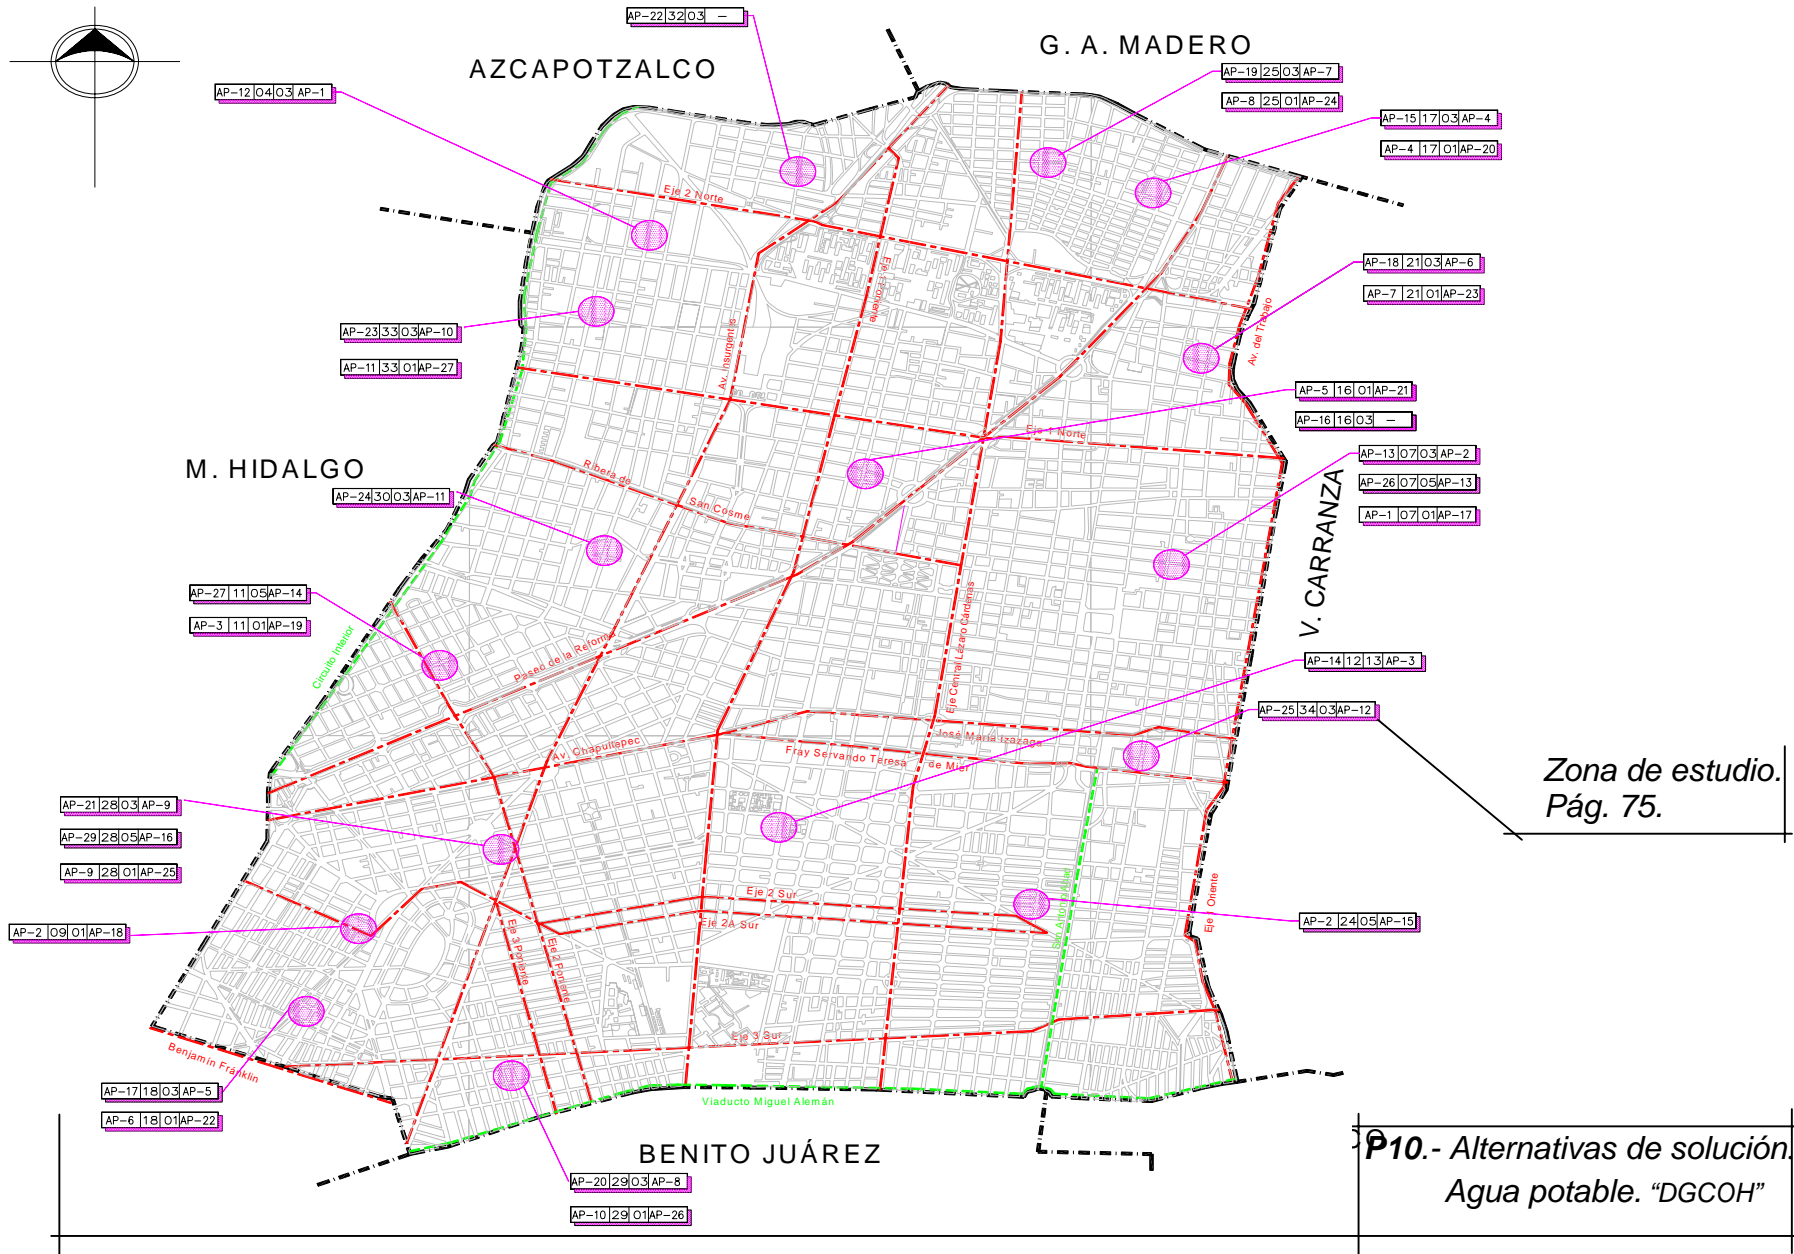 AP-22 32 03 –
G. A. MADERO
AZCAPOTZALCO
AP-19 25 03 AP-7
AP-8 25 01 AP-24
AP-12 04 03 AP-1
AP-15 17 03 AP-4
AP-4 17 01 AP-20
Eje 2 Norte
AP-18 21 03 AP-6
AP-7 21 01 AP-23
Eje 1 Poniente
Av. Insurgentes
Av. del Trabajo
AP-23 33 03 AP-10
AP-11 33 01 AP-27
AP-5 16 01 AP-21
AP-16 16 03 –
Eje 1 Norte
M. HIDALGO
Ribera de
San Cosme
AP-13 07 03 AP-2
AP-26 07 05 AP-13
AP-1 07 01 AP-17
AP-24 30 03 AP-11
V. CARRANZA
AP-27 11 05 AP-14
AP-3 11 01 AP-19
Circuito Interior
Paseo de la Reforma
Eje Central Lázaro Cárdenas
AP-14 12 13 AP-3
AP-25 34 03 AP-12
José María Izazaga
Av. Chapultepec
Fray Servando Teresa de Mier
Zona de estudio.
Pág. 75.
AP-21 28 03 AP-9
AP-29 28 05 AP-16
AP-9 28 01 AP-25
Eje 2 Sur
Eje 2A Sur
San Antonio Abad
Eje 1 Oriente
AP-2 24 05 AP-15
AP-2 09 01 AP-18
Eje 3 Poniente
Eje 2 Poniente
Eje 3 Sur
Benjamín Fránklin
AP-17 18 03 AP-5
AP-6 18 01 AP-22
Viaducto Miguel Alemán
BENITO JUÁREZ
AP-20 29 03 AP-8
AP-10 29 01 AP-26
P10.- Alternativas de solución.
Agua potable. “DGCOH”